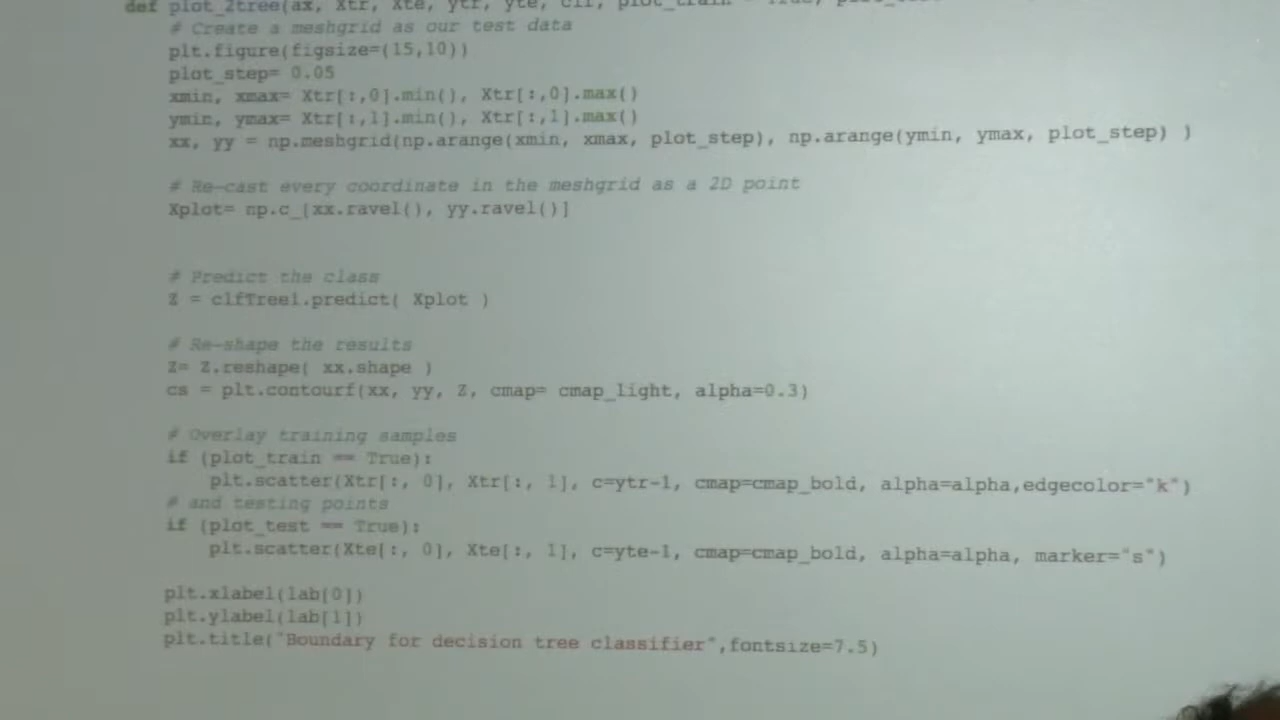 def plot_2tree(ax, Xtr, Xte, ytr, yte, clf, plot_train = True,
# Create a meshgrid as our test data
plt.figure(figsize=(15,10))
plot_step= 0.05
xmin, xmax= Xtr[:,0].min(), Xtr[:,0].max()
ymin, ymax= Xtr[:,1].min(), Xtr[:,1].max()
xx, yy = np.meshgrid(np.arange(xmin, xmax, plot_step), np.arange(ymin, ymax, plot_step) )
# Re-cast every coordinate in the meshgrid as a 2D point
Xplot= np.c_[xx.ravel(), yy.ravel()]
# Predict the class
Z = clfTree1.predict( Xplot )
# Re-shape the results
Z= Z.reshape( xx.shape )
cs = plt.contourf(xx, yy, Z, cmap= cmap_light, alpha=0.3)
# Overlay training samples
if (plot_train == True):
plt.scatter(Xtr[:, 0], Xtr[:, 1], c=ytr-1, cmap=cmap_bold, alpha=alpha,edgecolor="k")
# and testing points
if (plot_test == True):
plt.scatter(Xte[:, 0], Xte[:, 1], c=yte-1, cmap=cmap_bold, alpha=alpha, marker="s")
plt.xlabel(lab[0])
plt.ylabel(lab[1])
plt.title("Boundary for decision tree classifier",fontsize=7.5)